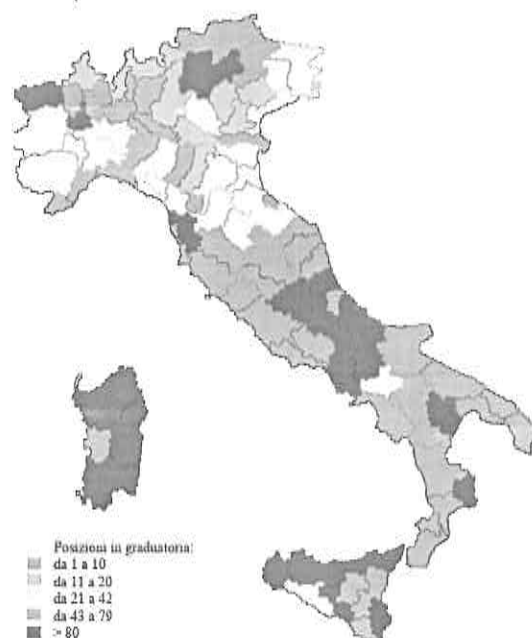 Posizioni in graduatoria:
da 1 a 10
da 11 a 20
da 21 a 42
da 43 a 79
> 80